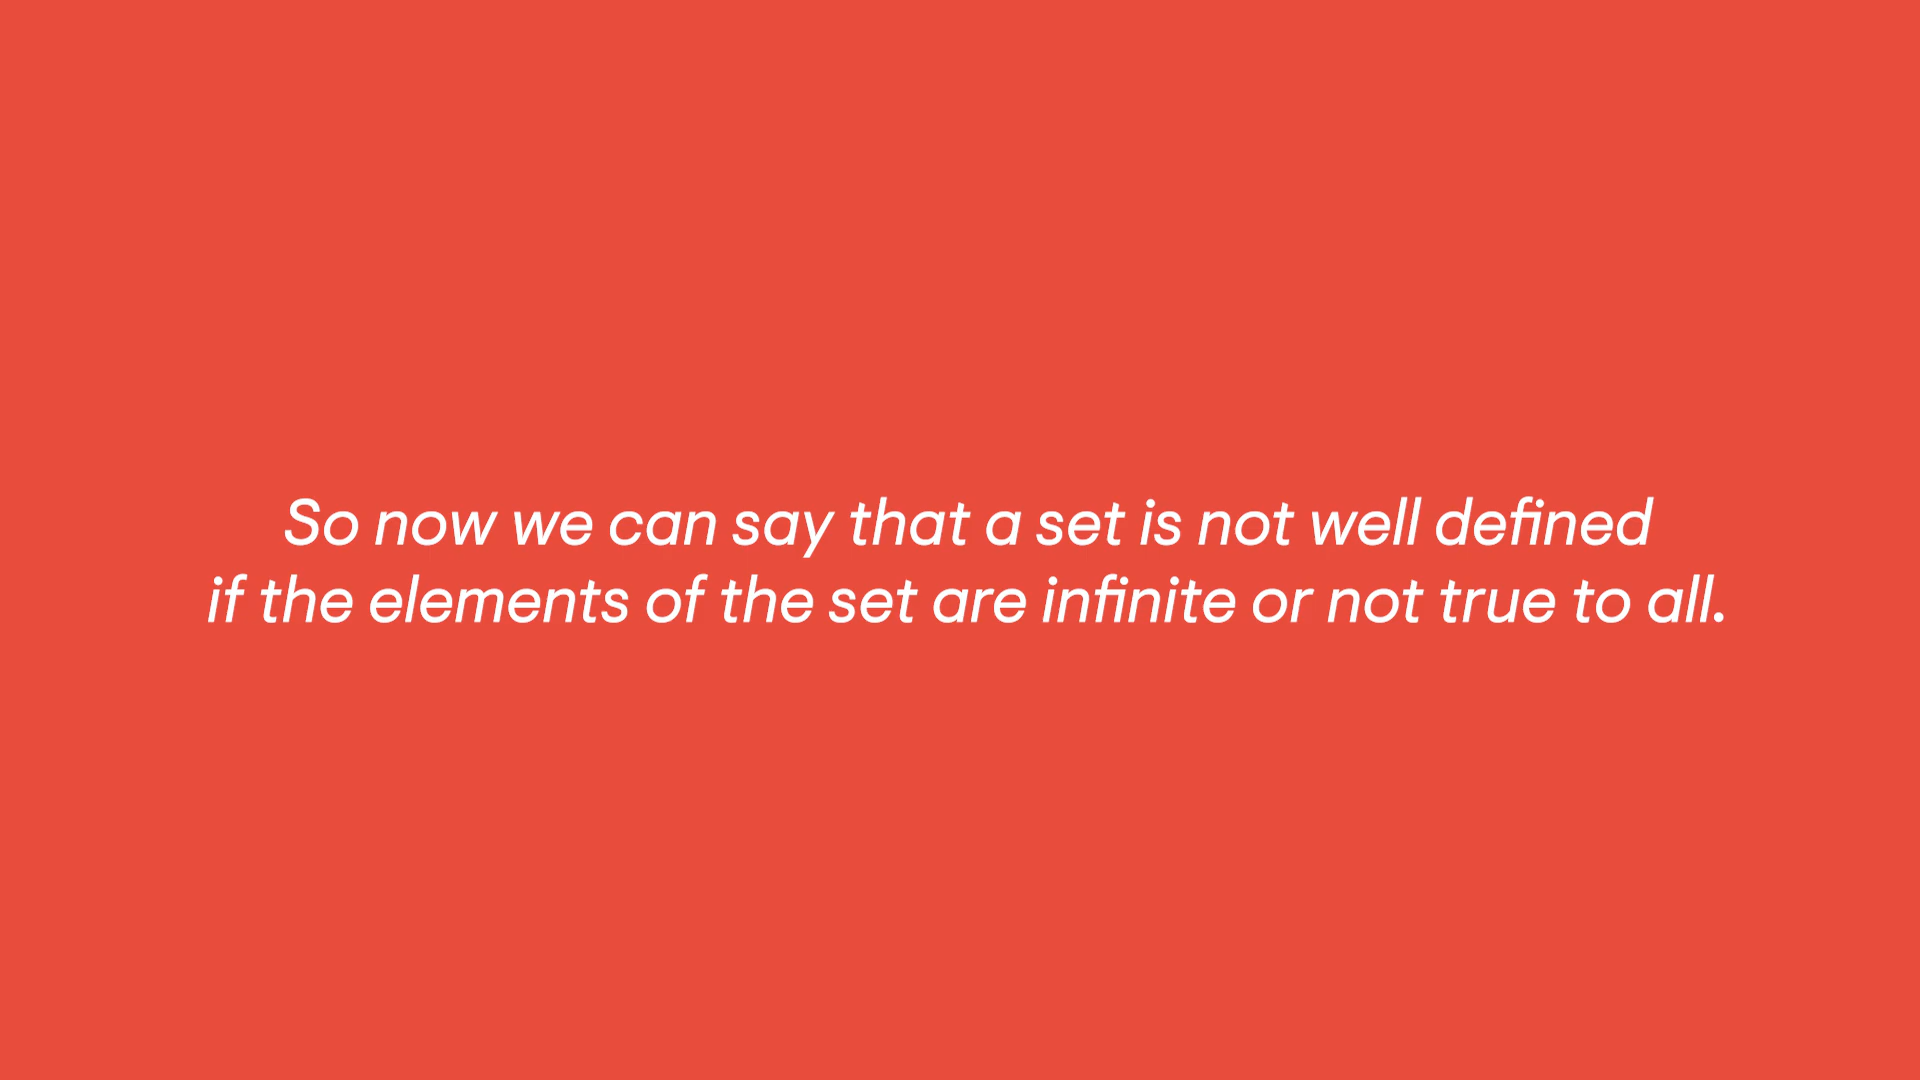 So now we can say that a set is not well defined
if the elements of the set are infinite or not true to all.